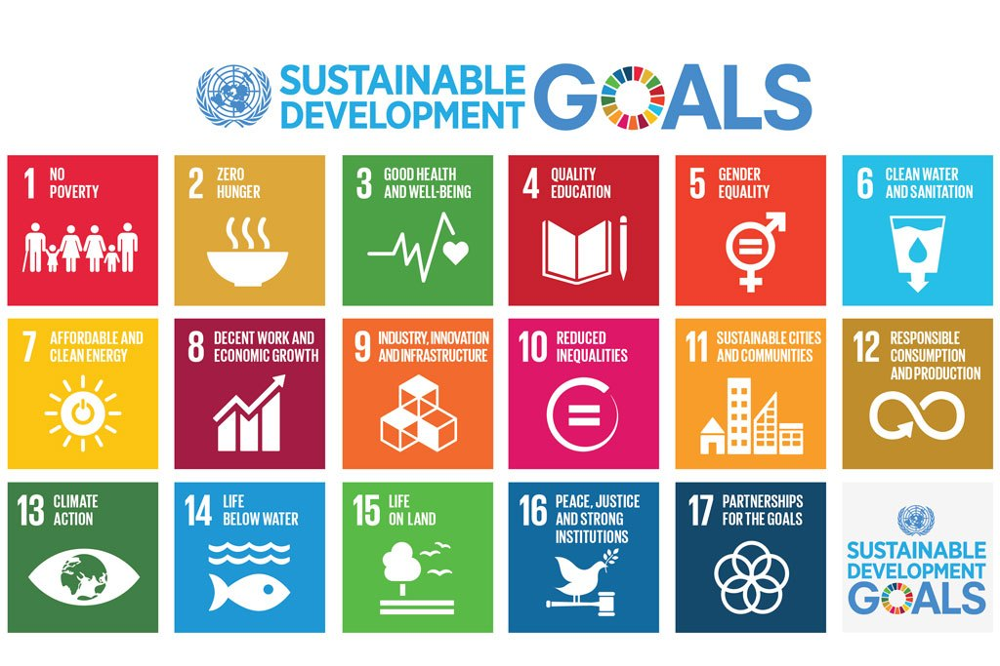 SUSTAINABLE
DEVELOPMENT
GOALS
1 NO
POVERTY
2 ZERO
HUNGER
3 GOOD HEALTH
AND WELL-BEING
4 QUALITY
EDUCATION
5 GENDER
EQUALITY
6 CLEAN WATER
AND SANITATION
7 AFFORDABLE AND
CLEAN ENERGY
8 DECENT WORK AND
ECONOMIC GROWTH
9 INDUSTRY, INNOVATION
AND INFRASTRUCTURE
10 REDUCED
INEQUALITIES
11 SUSTAINABLE CITIES
AND COMMUNITIES
12 RESPONSIBLE
CONSUMPTION
AND PRODUCTION
13 CLIMATE
ACTION
14 LIFE
BELOW WATER
15 LIFE
ON LAND
16 PEACE, JUSTICE
AND STRONG
INSTITUTIONS
17 PARTNERSHIPS
FOR THE GOALS
SUSTAINABLE
DEVELOPMENT
GOALS